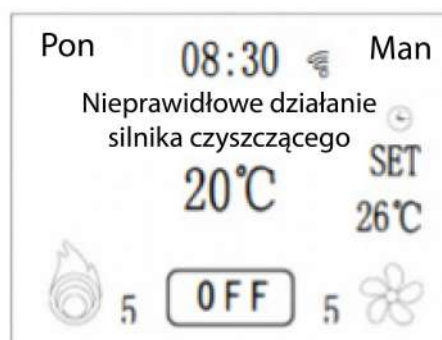 Pon 08:30 Man
Nieprawidłowe działanie
silnika czyszczącego
SET
20°C
26°C
5 OFF 5